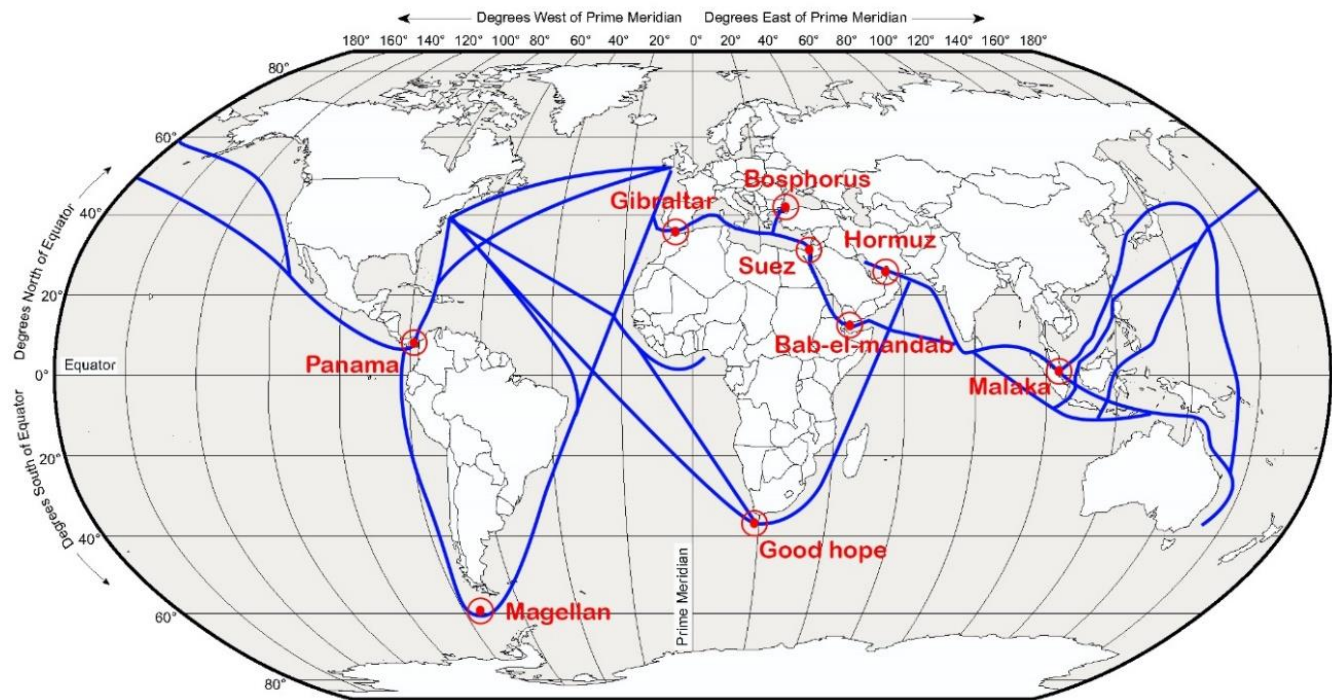 Degrees West of Prime Meridian Degrees East of Prime Meridian
180° 160° 140° 120° 100° 80° 60° 40° 20° 0° 20° 40° 60° 80° 100° 120° 140° 160° 180°
80°
60°
Bosphorus
Gibraltar
40°
Hormuz
Suez
Degrees North of Equator
20°
Bab-el-mandab
Panama
Equator
Malaka
0°
Degrees South of Equator
20°
40°
Good hope
Prime Meridian
Magellan
60°
80°